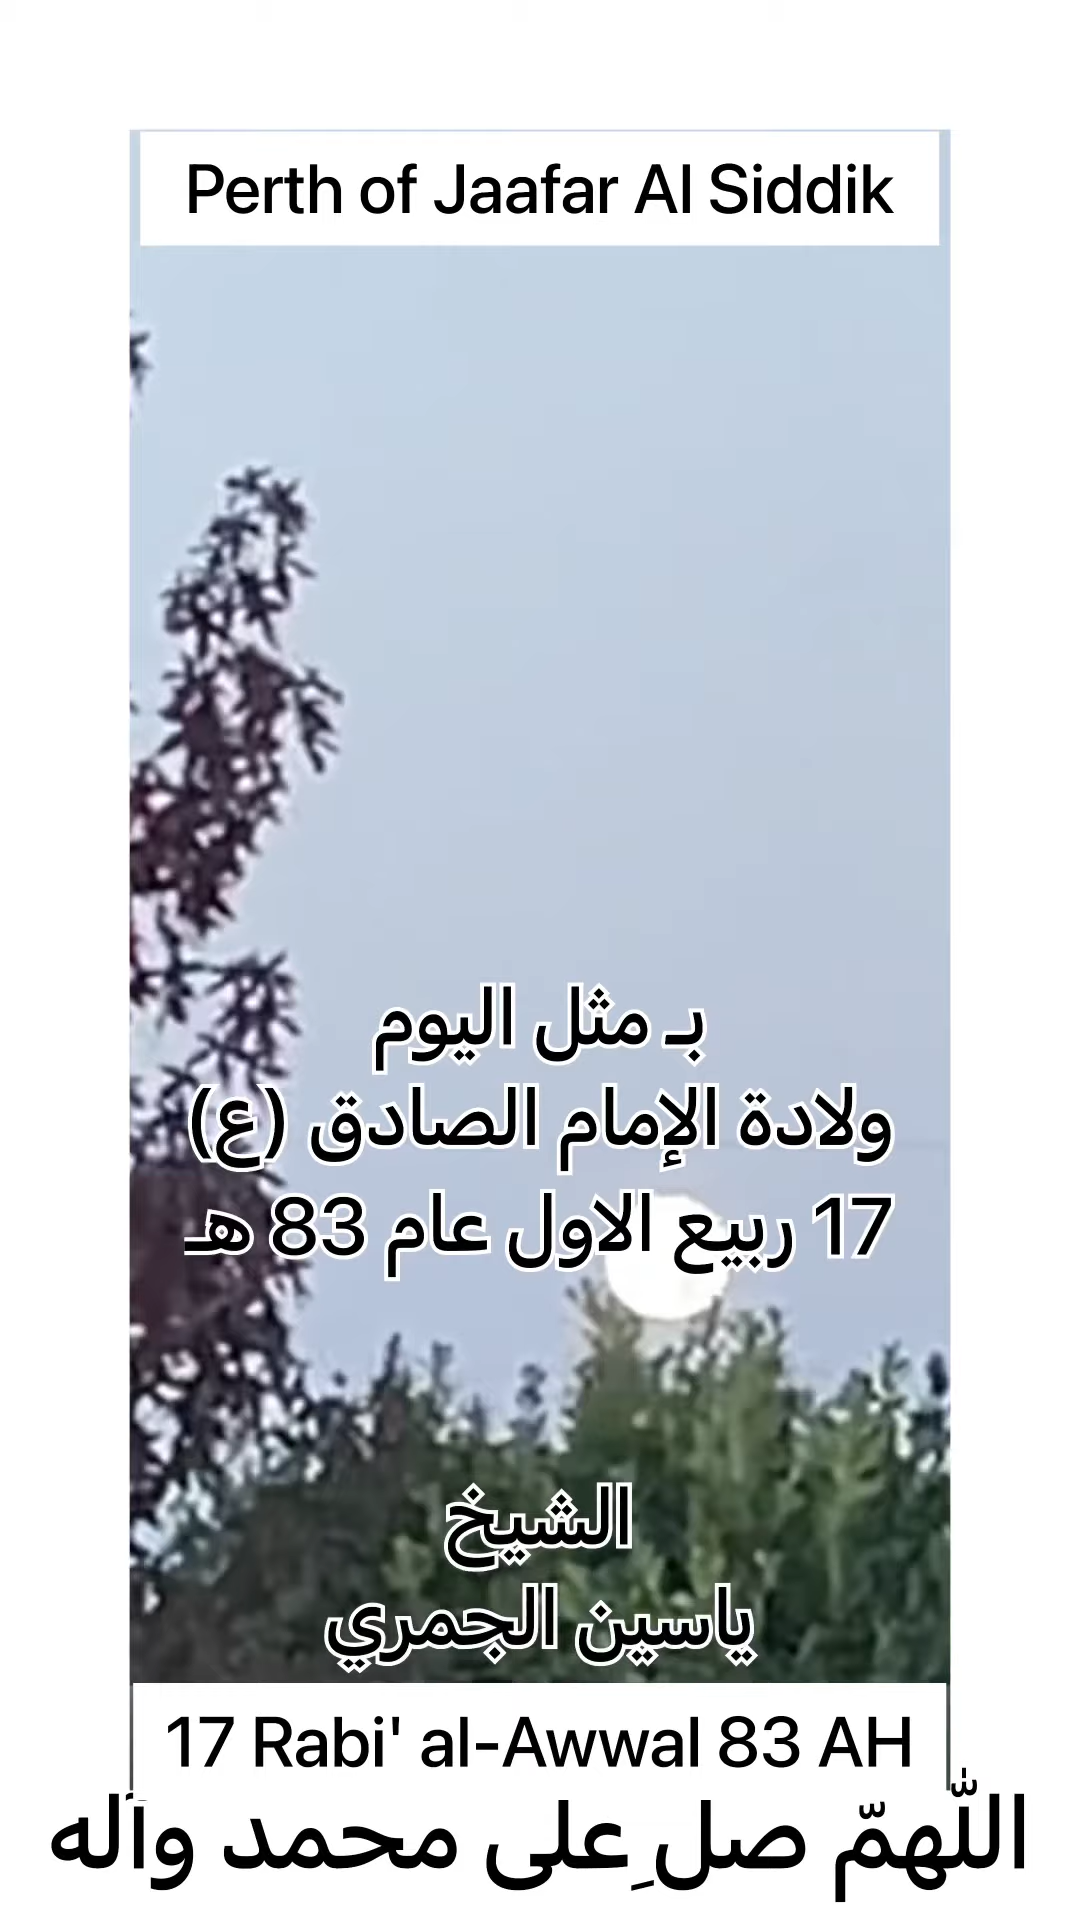 Perth of Jaafar Al Siddik
بـ مثل اليوم
ولادة الإمام الصادق (ع)
17 ربيع الاول عام 83 هـ
الشيخ
ياسين الجمري
17 Rabi' al-Awwal 83 AH
اللّهمّ صلِ على محمد وآله